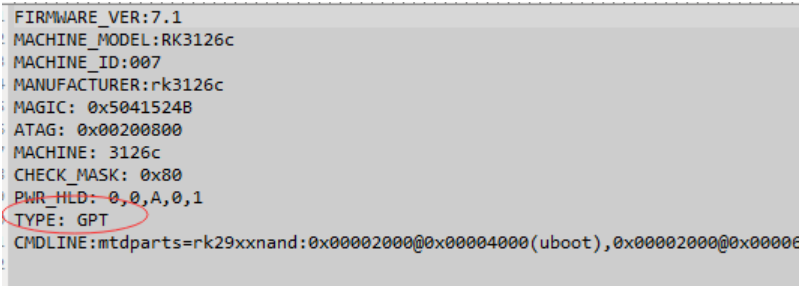 FIRMWARE_VER:7.1
MACHINE_MODEL:RK3126c
MACHINE_ID:007
MANUFACTURER:rk3126c
MAGIC: 0x5041524B
ATAG: 0x00200800
MACHINE: 3126c
CHECK_MASK: 0x80
PWR_HLD: 0,0,A,0,1
TYPE: GPT
CMDLINE:mtdparts=rk29xxnand:0x00002000@0x00004000(uboot),0x00002000@0x00006